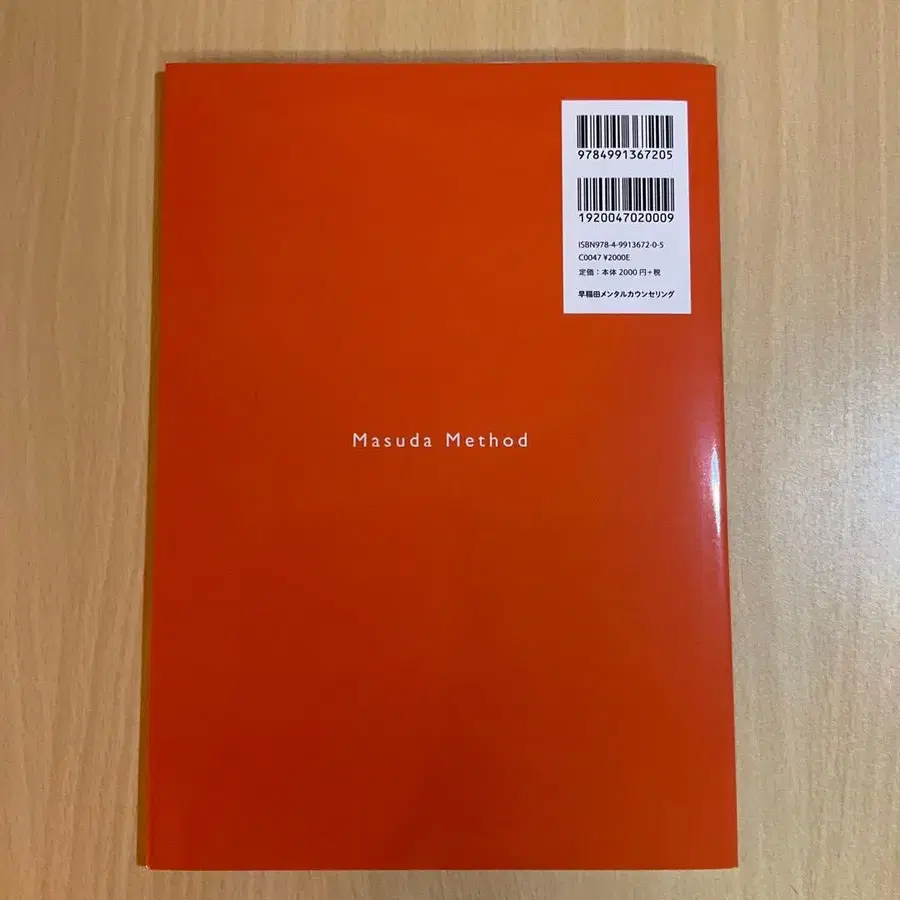 9784991367205
1920047020009
ISBN978-4-9913672-0-5
C0047 ¥2000E
定価：本体 2000 円+税
早稲田メンタルカウンセリング
Masuda Method